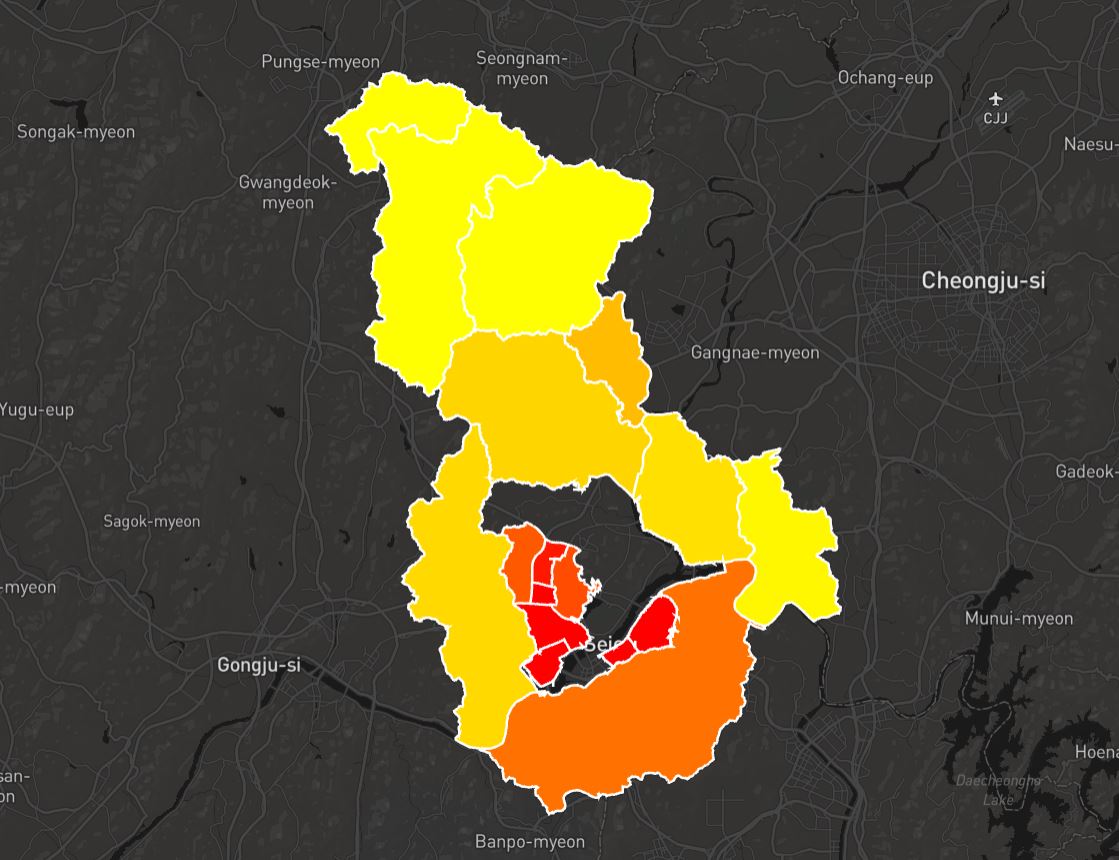 Pungse-myeon
Seongnam-
myeon
Ochang-eup
CJJ
Songak-myeon
Naesu-
Gwangdeok-
myeon
Cheongju-si
Gangnae-myeon
Yugu-eup
Gadeok-
Sagok-myeon
-myeon
Munui-myeon
Gongju-si
Hoena
san-
on
Daecheongho
Lake
Banpo-myeon